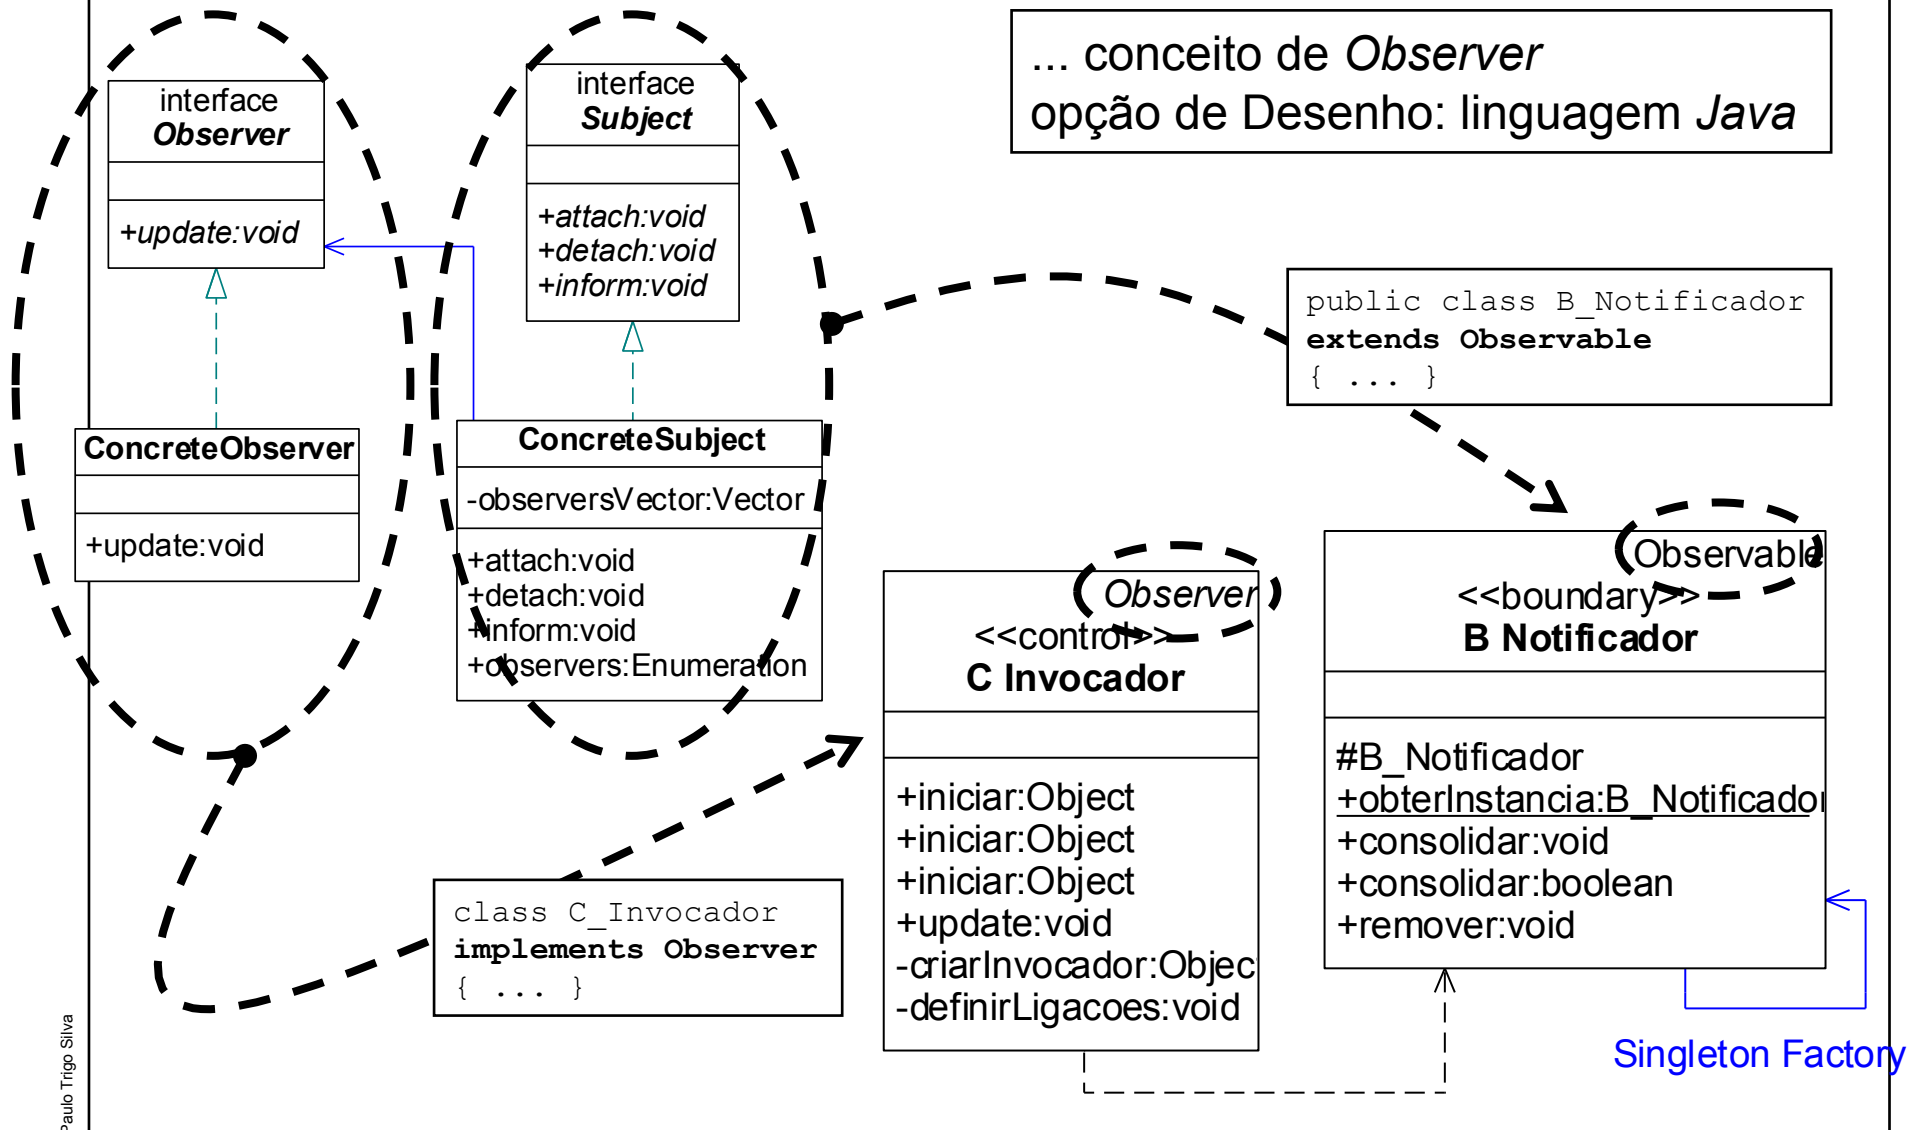 ... conceito de Observer
opção de Desenho: linguagem Java
interface
Observer
+update:void
interface
Subject
+attach:void
+detach:void
+inform:void
public class B_Notificador
extends Observable
{ ... }
ConcreteObserver
+update:void
ConcreteSubject
-observersVector:Vector
+attach:void
+detach:void
+inform:void
+observers:Enumeration
Observer
<<control>>
C Invocador
+iniciar:Object
+iniciar:Object
+iniciar:Object
+update:void
-criarInvocador:Objec
-definirLigacoes:void
Observable
<<boundary>>
B Notificador
#B_Notificador
+obterInstancia:B_Notificador
+consolidar:void
+consolidar:boolean
+remover:void
class C_Invocador
implements Observer
{ ... }
Singleton Factory
Paulo Trigo Silva